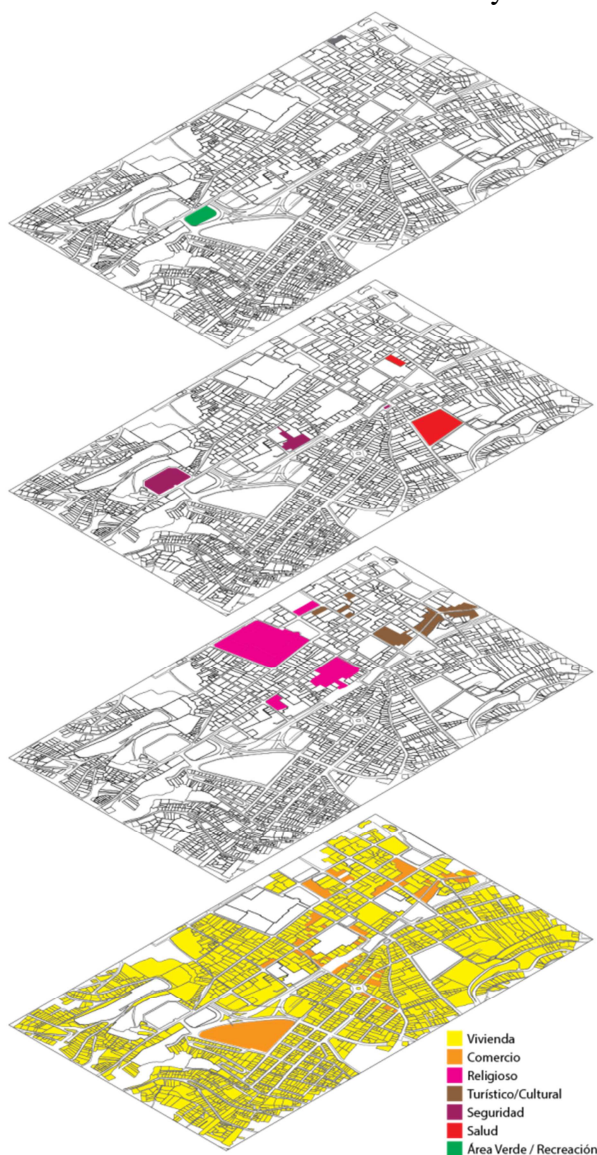 y
Vivienda
Comercio
Religioso
Turístico/Cultural
Seguridad
Salud
Área Verde / Recreación